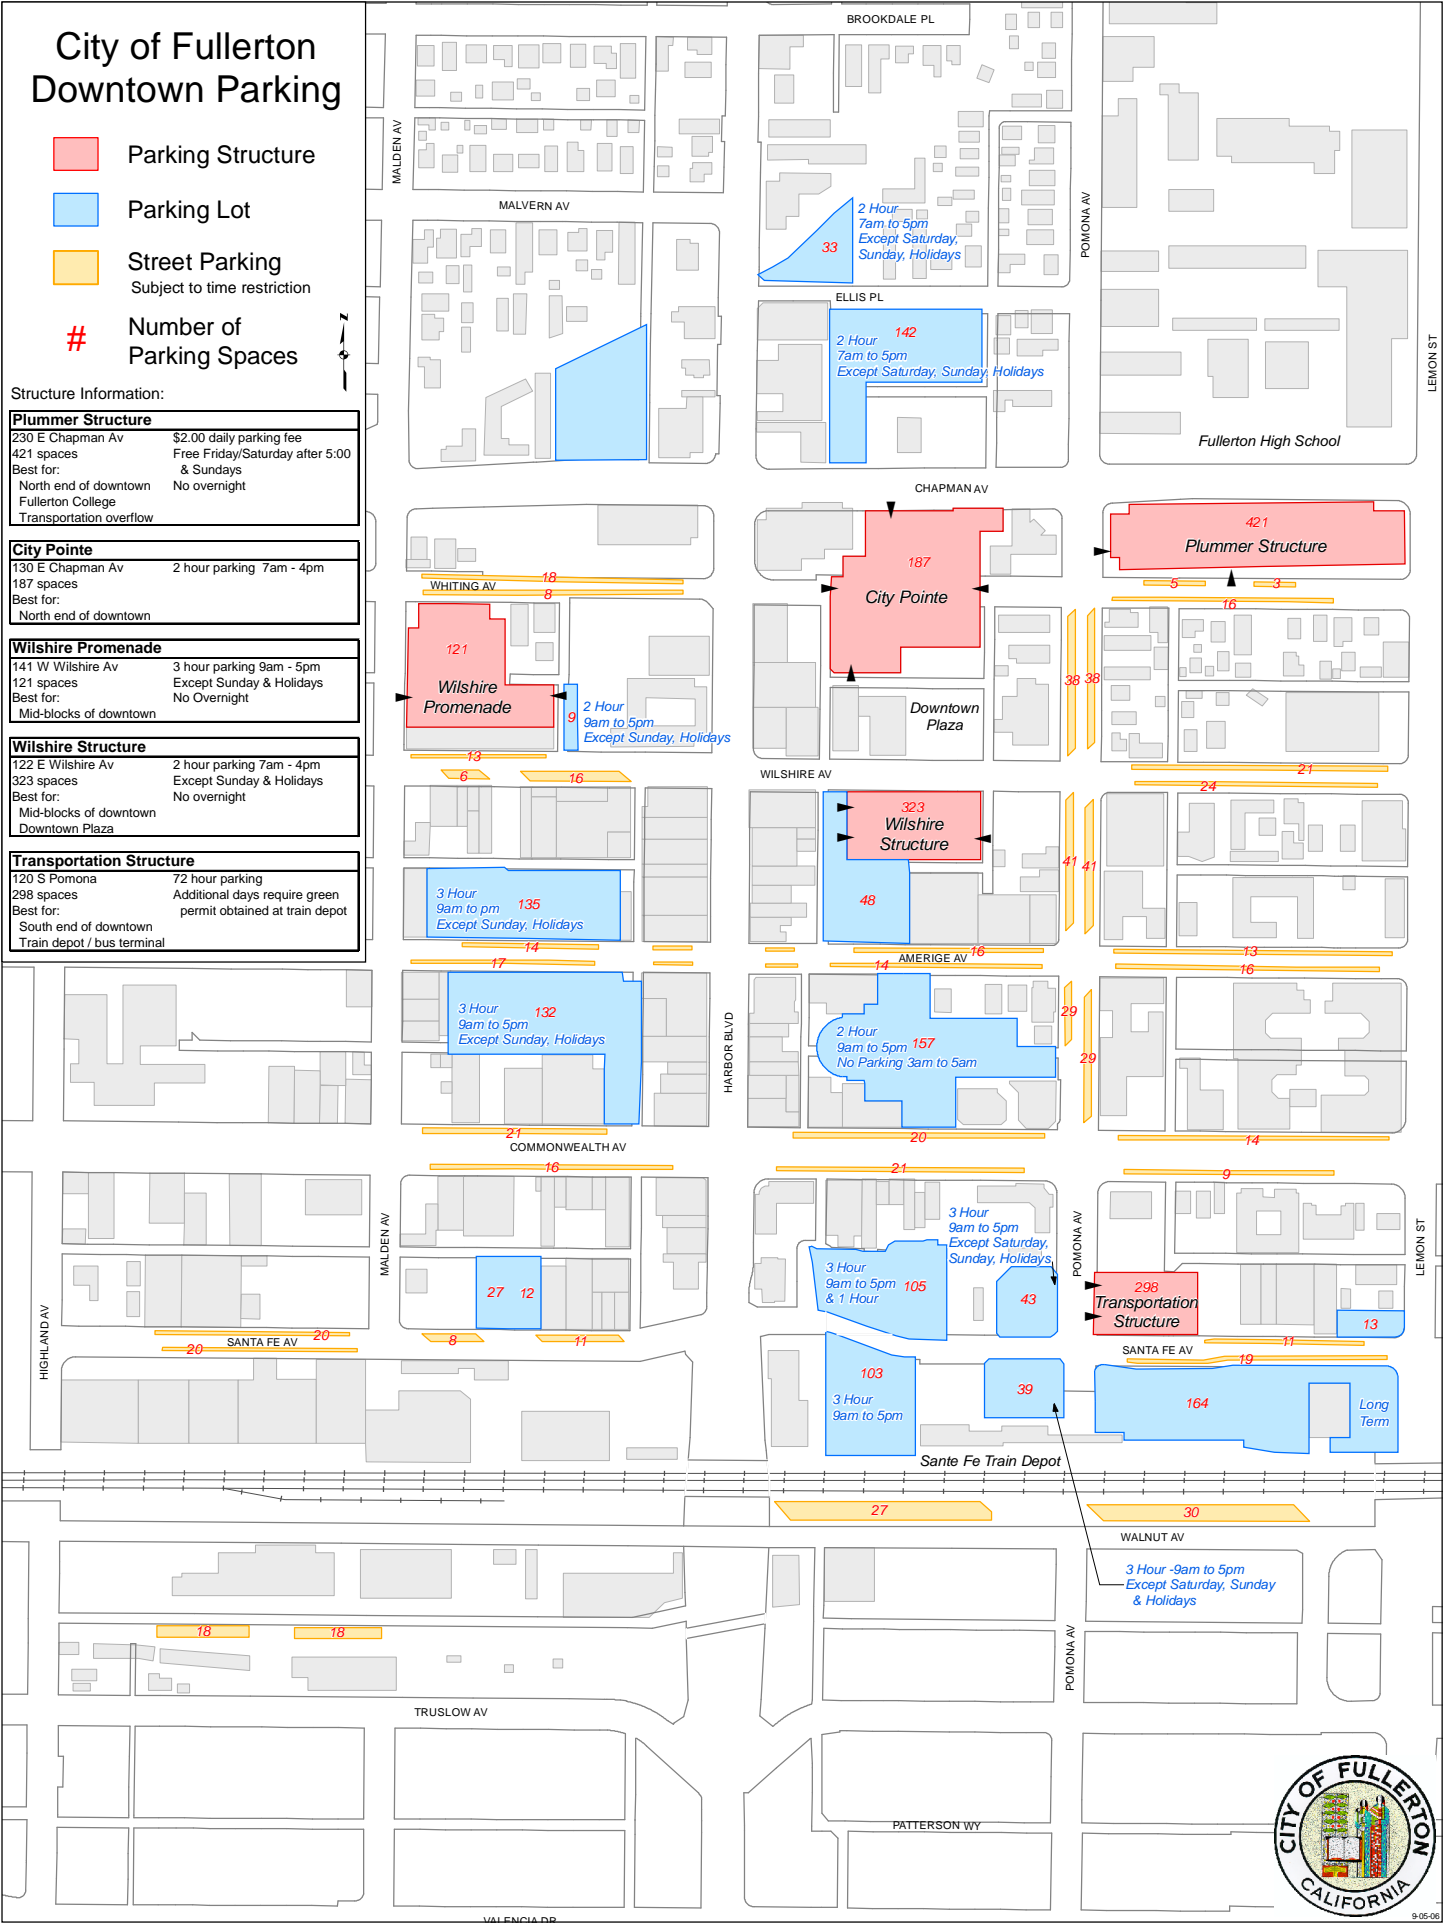 City of Fullerton
Downtown Parking
Parking Structure
Parking Lot
Street Parking
Subject to time restriction
# Number of
Parking Spaces
z
Structure Information:
Plummer Structure
230 E Chapman Av $2.00 daily parking fee
421 spaces Free Friday/Saturday after 5:00
Best for: & Sundays
North end of downtown No overnight
Fullerton College
Transportation overflow
City Pointe
130 E Chapman Av 2 hour parking 7am - 4pm
187 spaces
Best for:
North end of downtown
Wilshire Promenade
141 W Wilshire Av 3 hour parking 9am - 5pm
121 spaces Except Sunday & Holidays
Best for: No Overnight
Mid-blocks of downtown
Wilshire Structure
122 E Wilshire Av 2 hour parking 7am - 4pm
323 spaces Except Sunday & Holidays
Best for: No overnight
Mid-blocks of downtown
Downtown Plaza
Transportation Structure
120 S Pomona 72 hour parking
298 spaces Additional days require green
Best for: permit obtained at train depot
South end of downtown
Train depot / bus terminal
BROOKDALE PL
MALDEN AV
MALVERN AV
POMONA AV
LEMON ST
33
2 Hour
7am to 5pm
Except Saturday,
Sunday, Holidays
ELLIS PL
142
2 Hour
7am to 5pm
Except Saturday, Sunday, Holidays
Fullerton High School
CHAPMAN AV
421
Plummer Structure
187
City Pointe
18
WHITING AV
8
5
3
16
121
Wilshire
Promenade
9
2 Hour
9am to 5pm
Except Sunday, Holidays
38
38
Downtown
Plaza
13
6
16
WILSHIRE AV
21
24
323
Wilshire
Structure
41
41
48
3 Hour
9am to pm
Except Sunday, Holidays
135
14
17
16
AMERIGE AV
14
13
16
3 Hour
9am to 5pm
Except Sunday, Holidays
132
HARBOR BLVD
2 Hour
9am to 5pm
No Parking 3am to 5am
157
29
29
21
COMMONWEALTH AV
16
20
21
14
9
3 Hour
9am to 5pm
Except Saturday,
Sunday, Holidays
MALDEN AV
POMONA AV
LEMON ST
HIGHLAND AV
27
12
3 Hour
9am to 5pm
& 1 Hour
105
43
298
Transportation
Structure
13
20
SANTA FE AV
20
8
11
11
SANTA FE AV
19
103
3 Hour
9am to 5pm
39
164
Long
Term
Sante Fe Train Depot
27
30
WALNUT AV
3 Hour -9am to 5pm
Except Saturday, Sunday
& Holidays
18
18
POMONA AV
TRUSLOW AV
PATTERSON WY
VALENCIA DR
CITY OF FULLERTON
CALIFORNIA
9-05-06